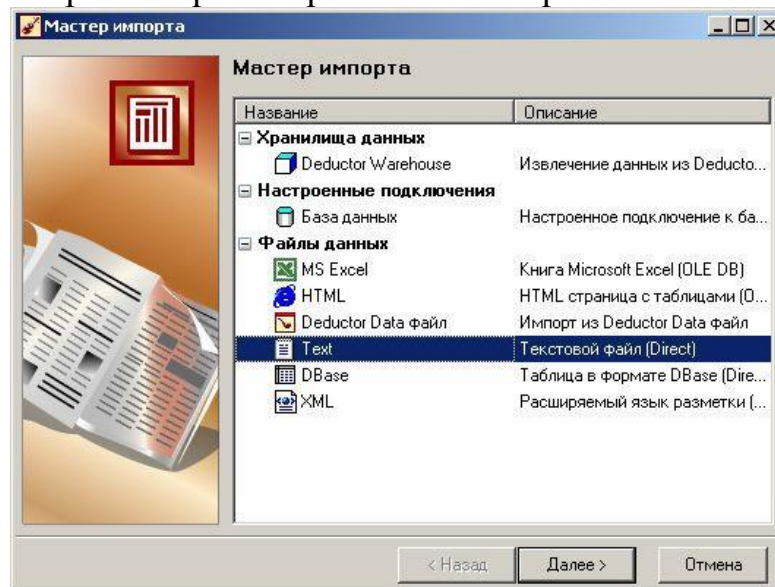 Мастер импорта
Мастер импорта
Название Описание
Хранилища данных
Deductor Warehouse Извлечение данных из Deducto...
Настроенные подключения
База данных Настроенное подключение к ба...
Файлы данных
MS Excel Книга Microsoft Excel (OLE DB)
HTML HTML страница с таблицами (O...
Deductor Data файл Импорт из Deductor Data файл
Text Текстовой файл (Direct)
DBase Таблица в формате DBase (Dire...
XML Расширяемый язык разметки (...
< Назад Далее > Отмена